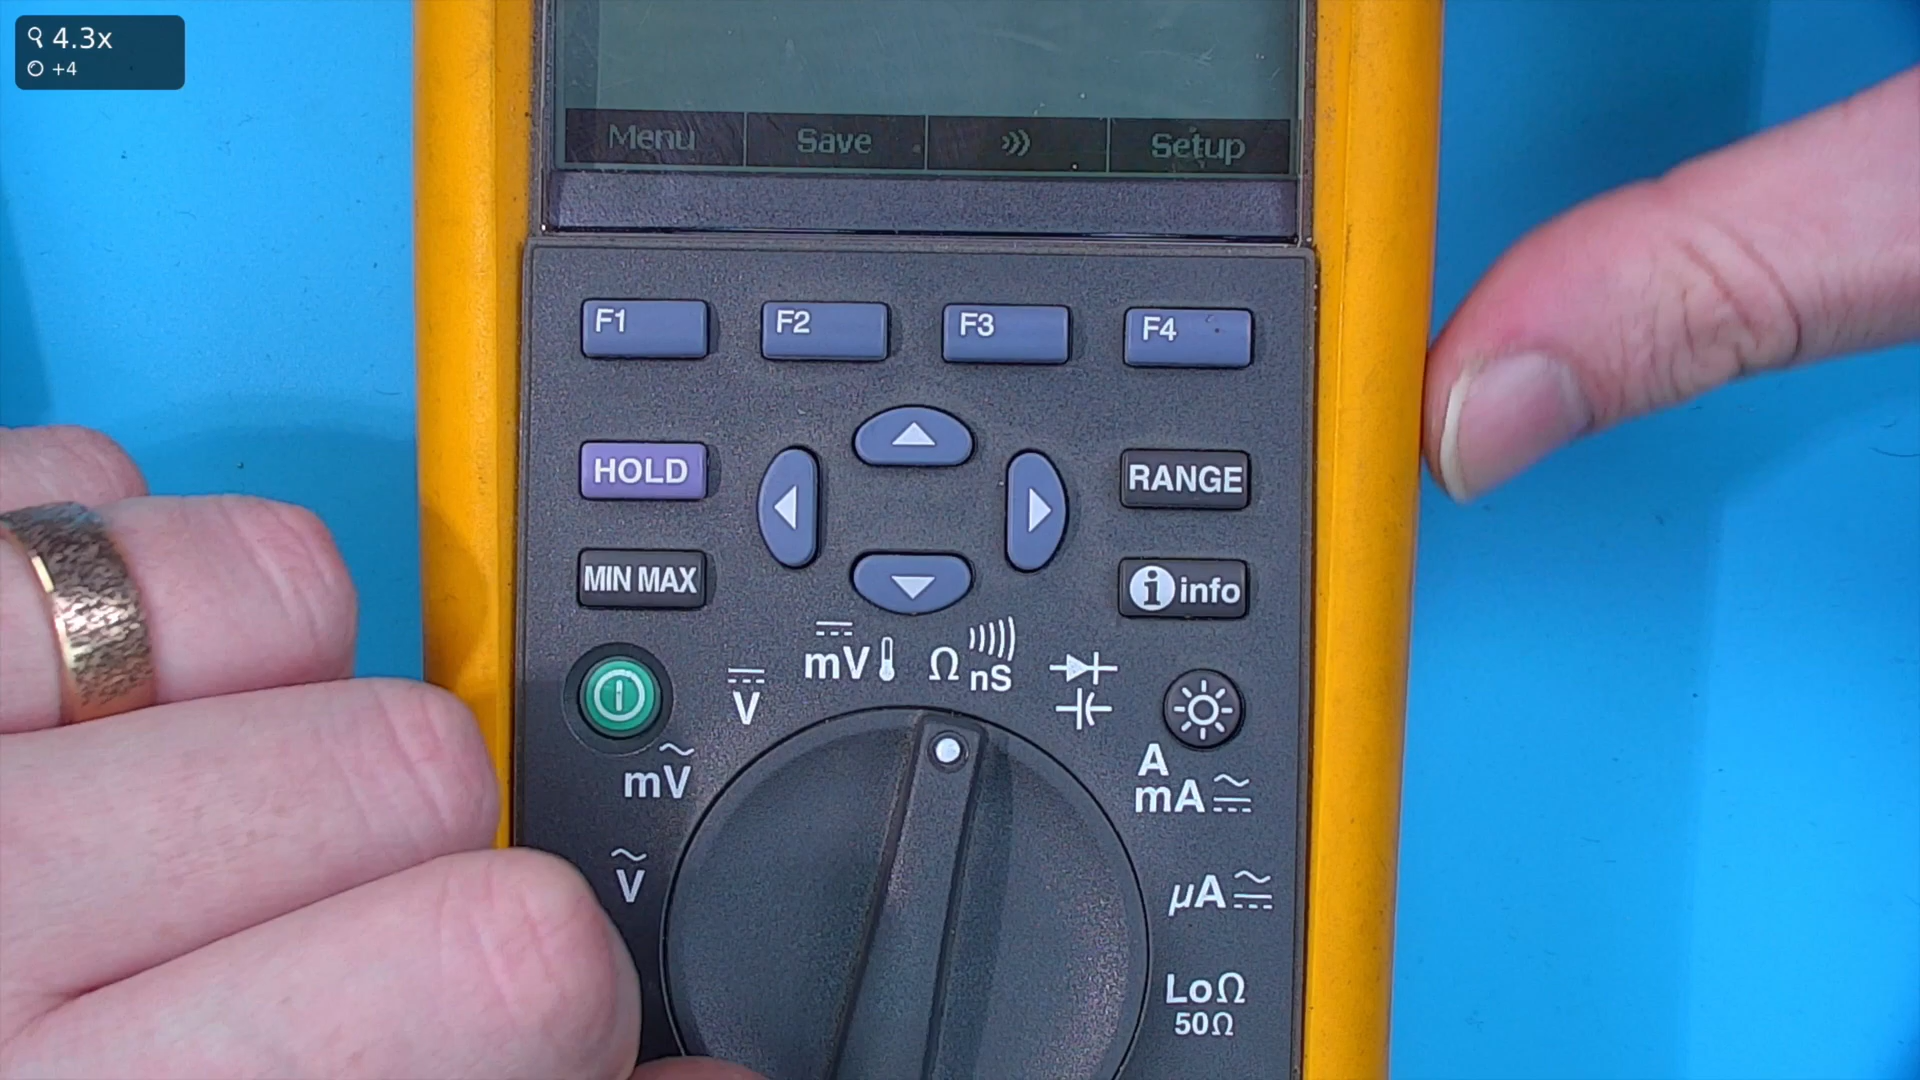 4.3x
+4
Menu Save Setup
F1 F2 F3 F4
HOLD RANGE
MIN MAX info
mV Ω nS
V
mV
A
mA
V
µA
LoΩ
50Ω